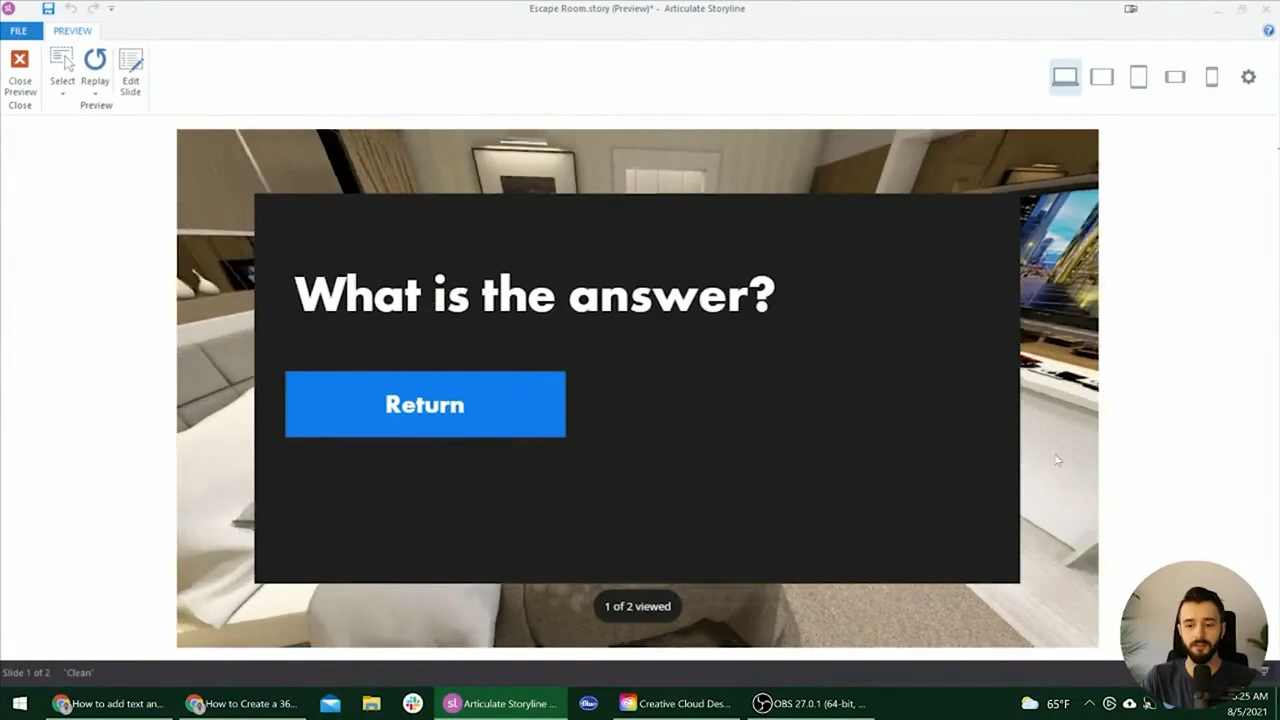 sl
Escape Room.story (Preview)* - Articulate Storyline
FILE
PREVIEW
Close Preview
Select
Replay
Edit Slide
Close
Preview
What is the answer?
Return
1 of 2 viewed
Slide 1 of 2
"Clean"
How to add text an...
How to Create a 36...
sl
Articulate Storyline ...
Creative Cloud Des...
OBS 27.0.1 (64-bit, ...
65°F
8/5/2021